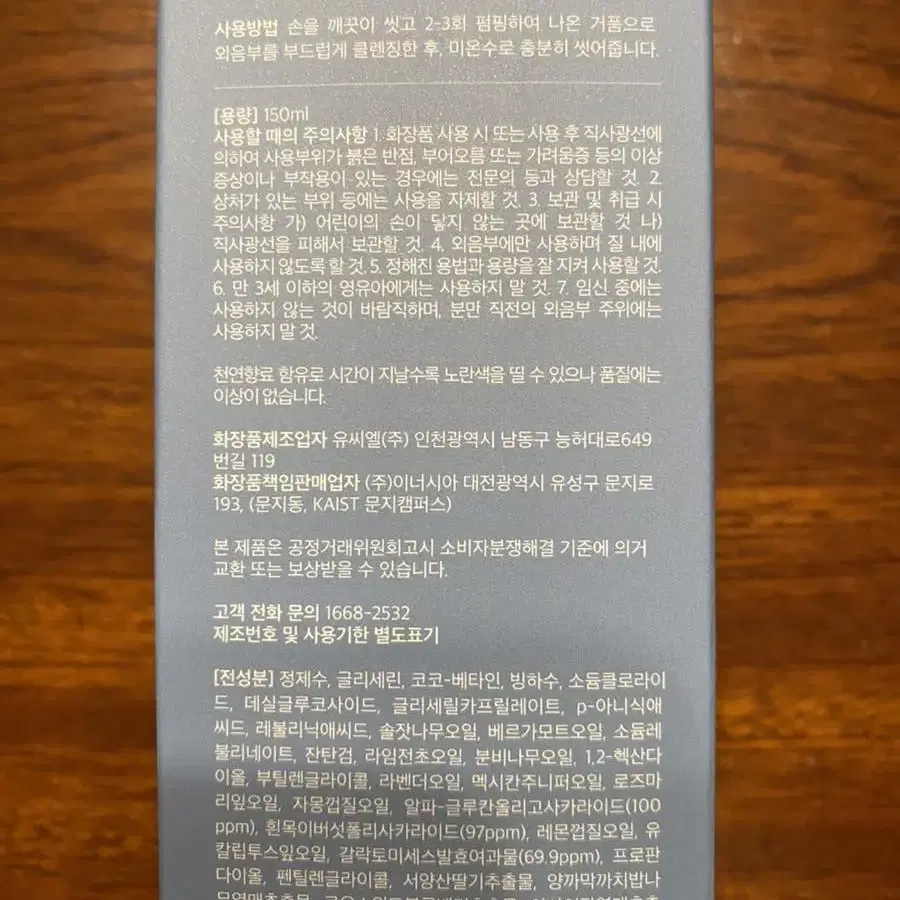 사용방법 손을 깨끗이 씻고 2-3회 펌핑하여 나온 거품으로
외음부를 부드럽게 클렌징한 후, 미온수로 충분히 씻어줍니다.
[용량] 150ml
사용할 때의 주의사항 1. 화장품 사용 시 또는 사용 후 직사광선에
의하여 사용부위가 붉은 반점, 부어오름 또는 가려움증 등의 이상
증상이나 부작용이 있는 경우에는 전문의 등과 상담할 것. 2.
상처가 있는 부위 등에는 사용을 자제할 것. 3. 보관 및 취급 시
주의사항 가) 어린이의 손이 닿지 않는 곳에 보관할 것 나)
직사광선을 피해서 보관할 것. 4. 외음부에만 사용하며 질 내에
사용하지 않도록 할 것. 5. 정해진 용법과 용량을 잘 지켜 사용할 것.
6. 만 3세 이하의 영유아에게는 사용하지 말 것. 7. 임신 중에는
사용하지 않는 것이 바람직하며, 분만 직전의 외음부 주위에는
사용하지 말 것.
천연향료 함유로 시간이 지날수록 노란색을 띌 수 있으나 품질에는
이상이 없습니다.
화장품제조업자 유씨엘(주) 인천광역시 남동구 능허대로649
번길 119
화장품책임판매업자 (주)이너시아 대전광역시 유성구 문지로
193, (문지동, KAIST 문지캠퍼스)
본 제품은 공정거래위원회고시 소비자분쟁해결 기준에 의거
교환 또는 보상받을 수 있습니다.
고객 전화 문의 1668-2532
제조번호 및 사용기한 별도표기
[전성분] 정제수, 글리세린, 코코-베타인, 빙하수, 소듐클로라이
드, 데실글루코사이드, 글리세릴카프릴레이트, p-아니식애
씨드, 레불리닉애씨드, 솔잣나무오일, 베르가모트오일, 소듐레
불리네이트, 잔탄검, 라임전초오일, 분비나무오일, 1,2-헥산다
이올, 부틸렌글라이콜, 라벤더오일, 멕시칸주니퍼오일, 로즈마
리잎오일, 자몽껍질오일, 알파-글루칸올리고사카라이드(100
ppm), 흰목이버섯폴리사카라이드(97ppm), 레몬껍질오일, 유
칼립투스잎오일, 갈락토미세스발효여과물(69.9ppm), 프로판
다이올, 펜틸렌글라이콜, 서양산딸기추출물, 양까막까치밥나